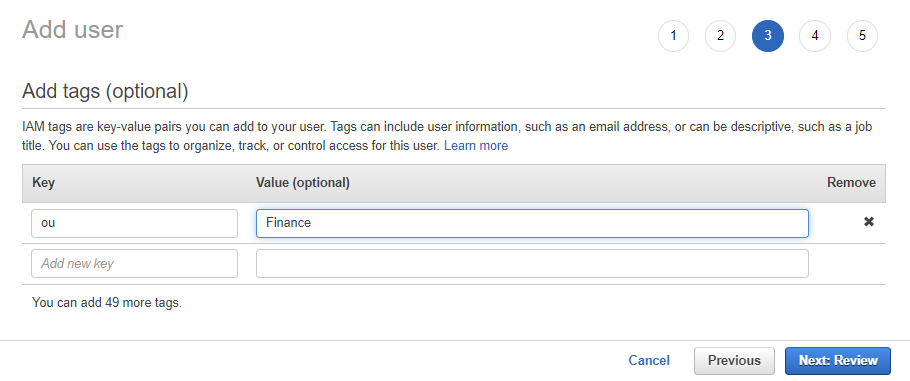 Add user
1 2 3 4 5
Add tags (optional)
IAM tags are key-value pairs you can add to your user. Tags can include user information, such as an email address, or can be descriptive, such as a job
title. You can use the tags to organize, track, or control access for this user. Learn more
Key Value (optional) Remove
ou Finance ✖
Add new key
You can add 49 more tags.
Cancel Previous Next: Review